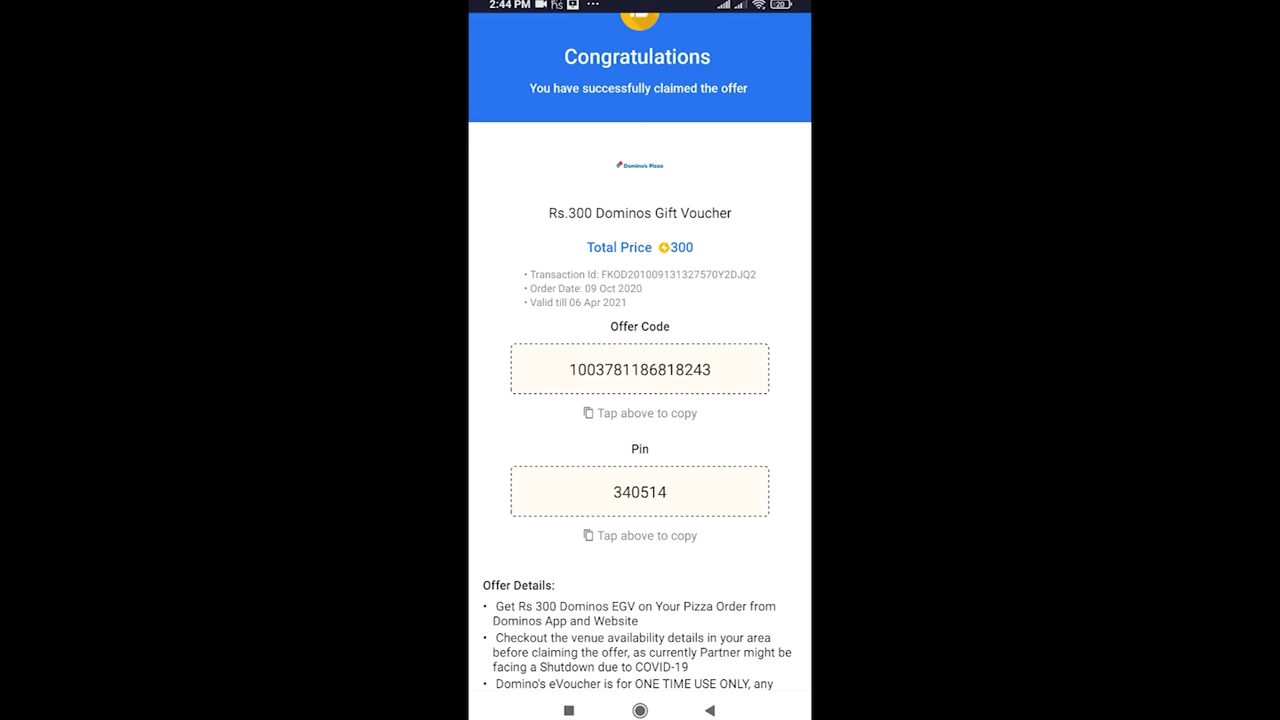 2:44 PM
20
Congratulations
You have successfully claimed the offer
Domino's Pizza
Rs.300 Dominos Gift Voucher
Total Price 300
• Transaction Id: FKOD201009131327570Y2DJQ2
• Order Date: 09 Oct 2020
• Valid till 06 Apr 2021
Offer Code
1003781186818243
Tap above to copy
Pin
340514
Tap above to copy
Offer Details:
• Get Rs 300 Dominos EGV on Your Pizza Order from
Dominos App and Website
• Checkout the venue availability details in your area
before claiming the offer, as currently Partner might be
facing a Shutdown due to COVID-19
• Domino's eVoucher is for ONE TIME USE ONLY, any